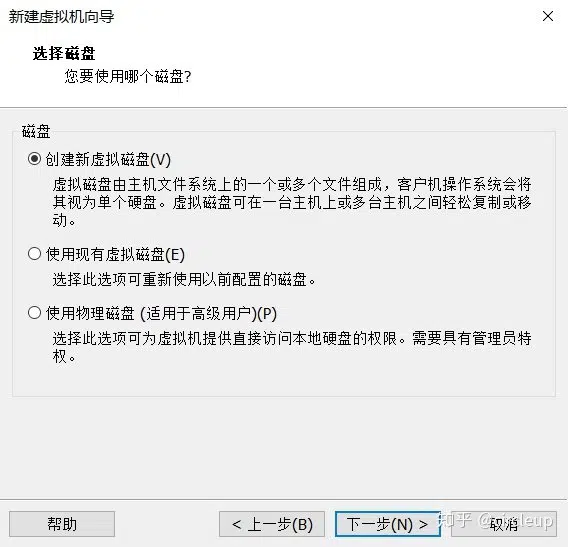 新建虚拟机向导
选择磁盘
您要使用哪个磁盘?
磁盘
创建新虚拟磁盘(V)
虚拟磁盘由主机文件系统上的一个或多个文件组成，客户机操作系统会将
其视为单个硬盘。虚拟磁盘可在一台主机上或多台主机之间轻松复制或移
动。
使用现有虚拟磁盘(E)
选择此选项可重新使用以前配置的磁盘。
使用物理磁盘 (适用于高级用户)(P)
选择此选项可为虚拟机提供直接访问本地硬盘的权限。需要具有管理员特
权。
帮助
< 上一步(B)
下一步(N) >
取消
知乎